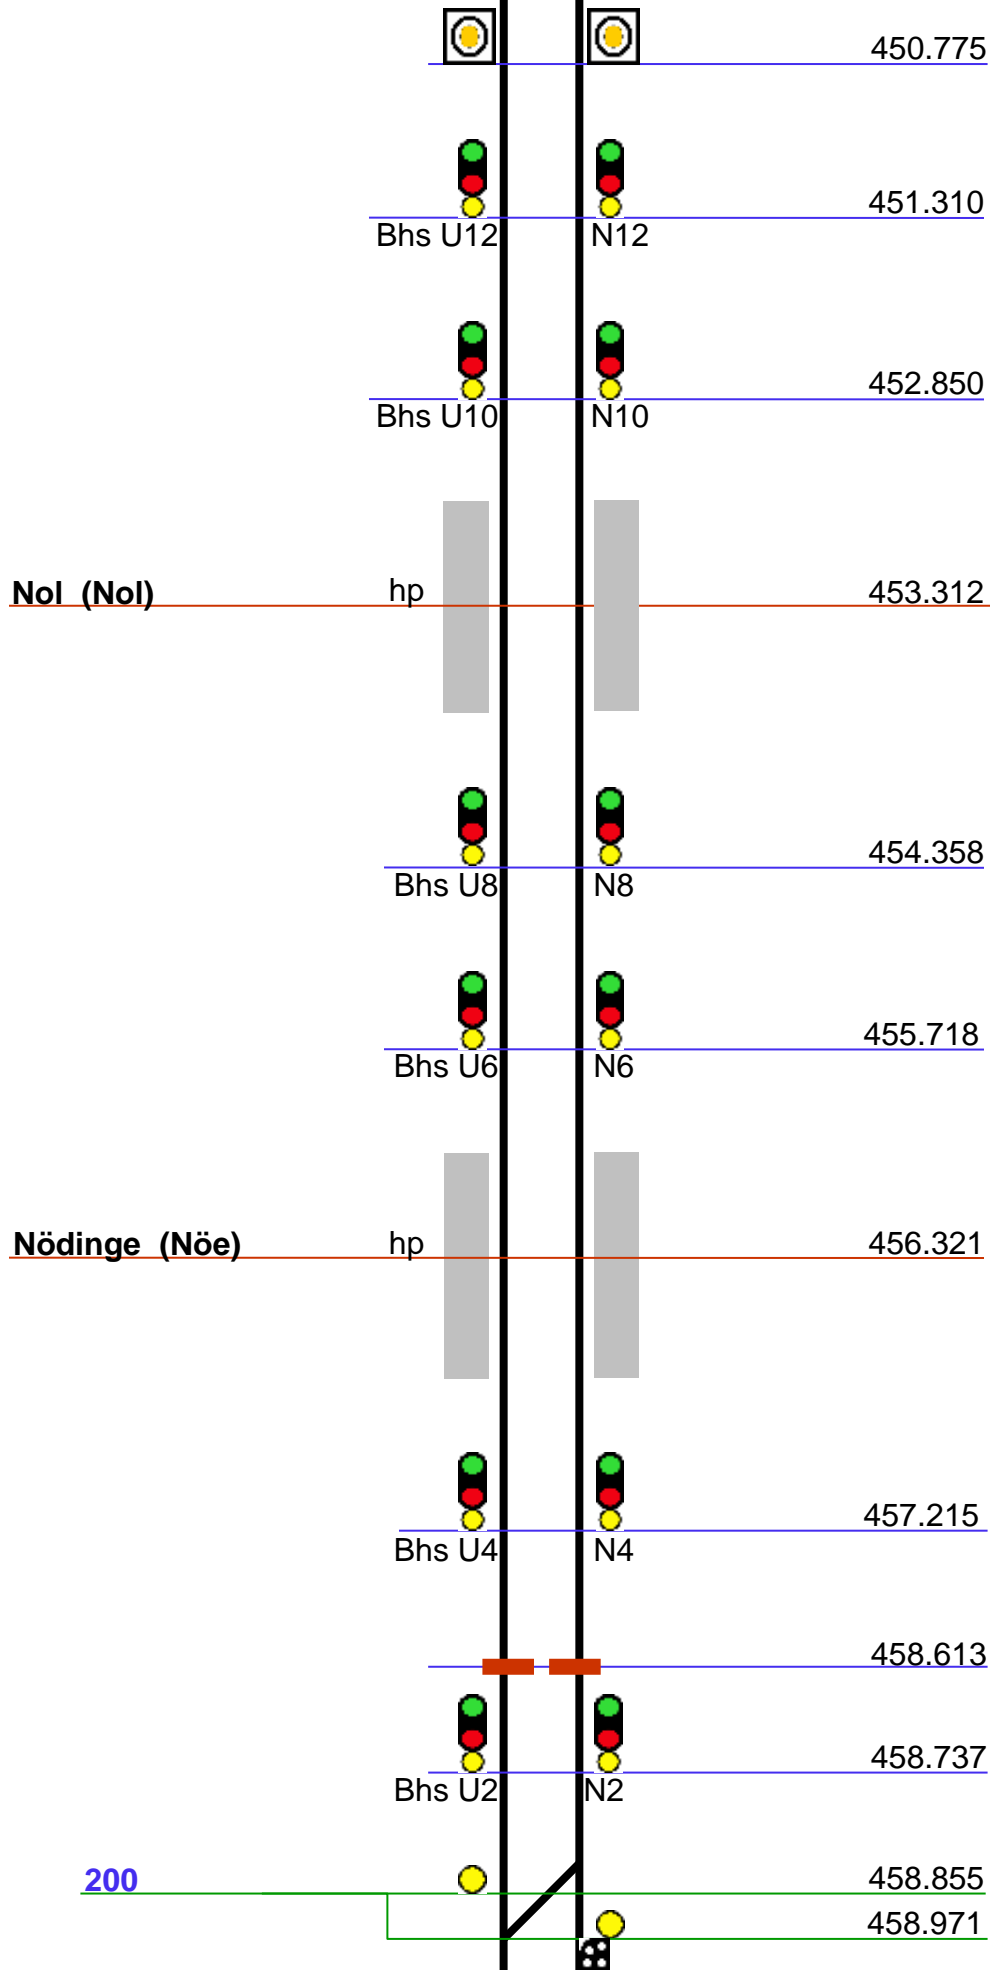 450.775
451.310
Bhs U12 N12
452.850
Bhs U10 N10
Nol (Nol) hp 453.312
454.358
Bhs U8 N8
455.718
Bhs U6 N6
Nödinge (Nöe) hp 456.321
457.215
Bhs U4 N4
458.613
458.737
Bhs U2 N2
200 458.855
458.971